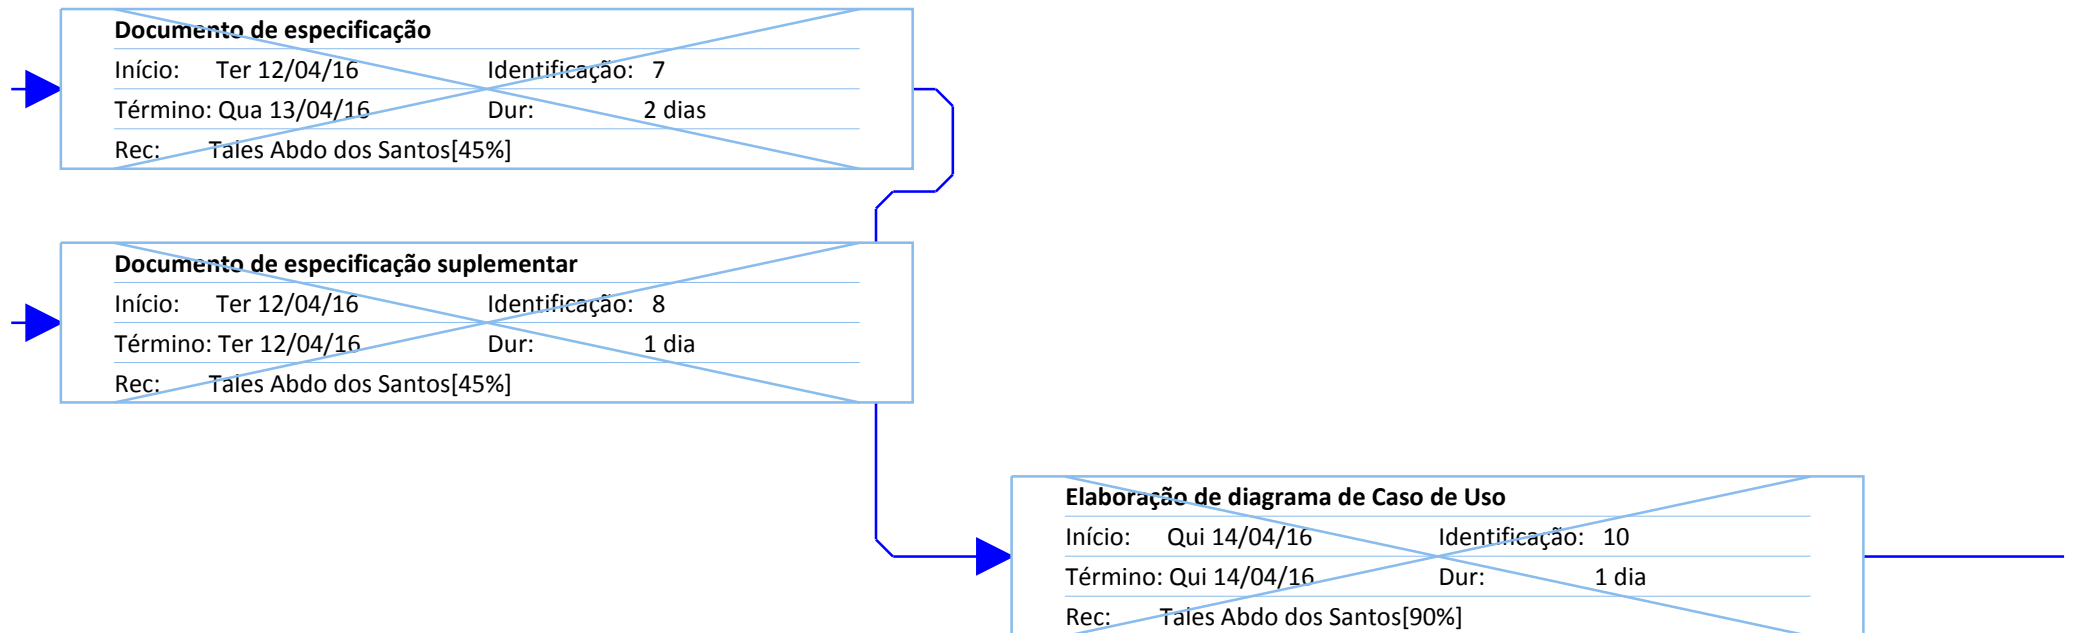 Documento de especificação
Início: Ter 12/04/16 Identificação: 7
Término: Qua 13/04/16 Dur: 2 dias
Rec: Tales Abdo dos Santos[45%]
Documento de especificação suplementar
Início: Ter 12/04/16 Identificação: 8
Término: Ter 12/04/16 Dur: 1 dia
Rec: Tales Abdo dos Santos[45%]
Elaboração de diagrama de Caso de Uso
Início: Qui 14/04/16 Identificação: 10
Término: Qui 14/04/16 Dur: 1 dia
Rec: Tales Abdo dos Santos[90%]